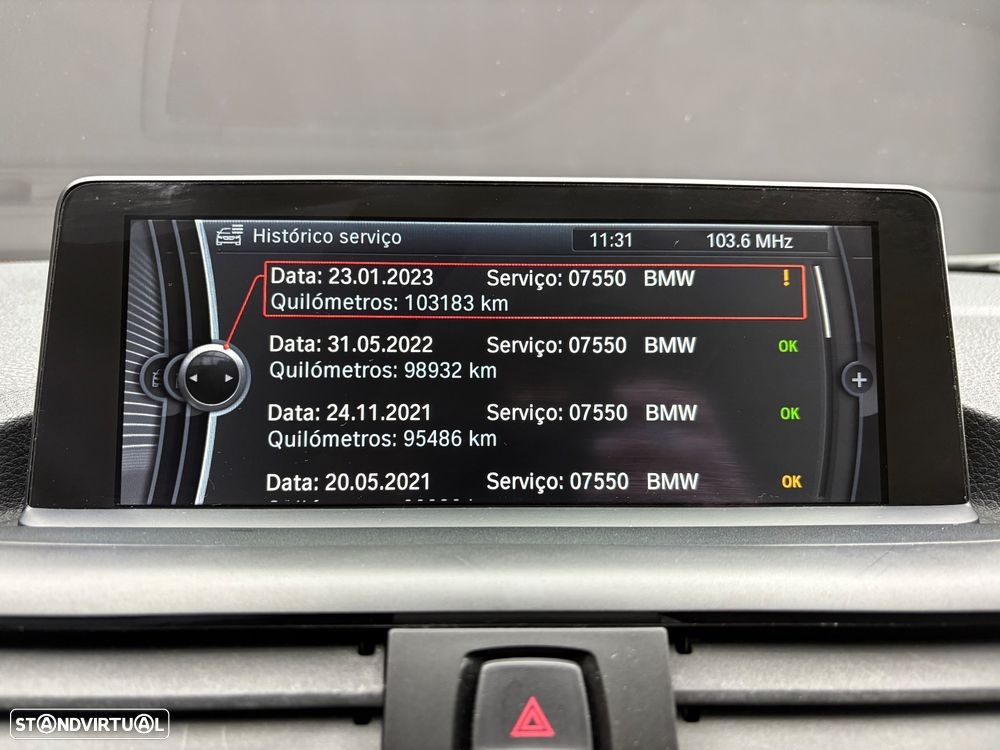 Histórico serviço 11:31 103.6 MHz
Data: 23.01.2023 Serviço: 07550 BMW !
Quilómetros: 103183 km
Data: 31.05.2022 Serviço: 07550 BMW OK
Quilómetros: 98932 km
Data: 24.11.2021 Serviço: 07550 BMW OK
Quilómetros: 95486 km
Data: 20.05.2021 Serviço: 07550 BMW OK
STANDVIRTUAL